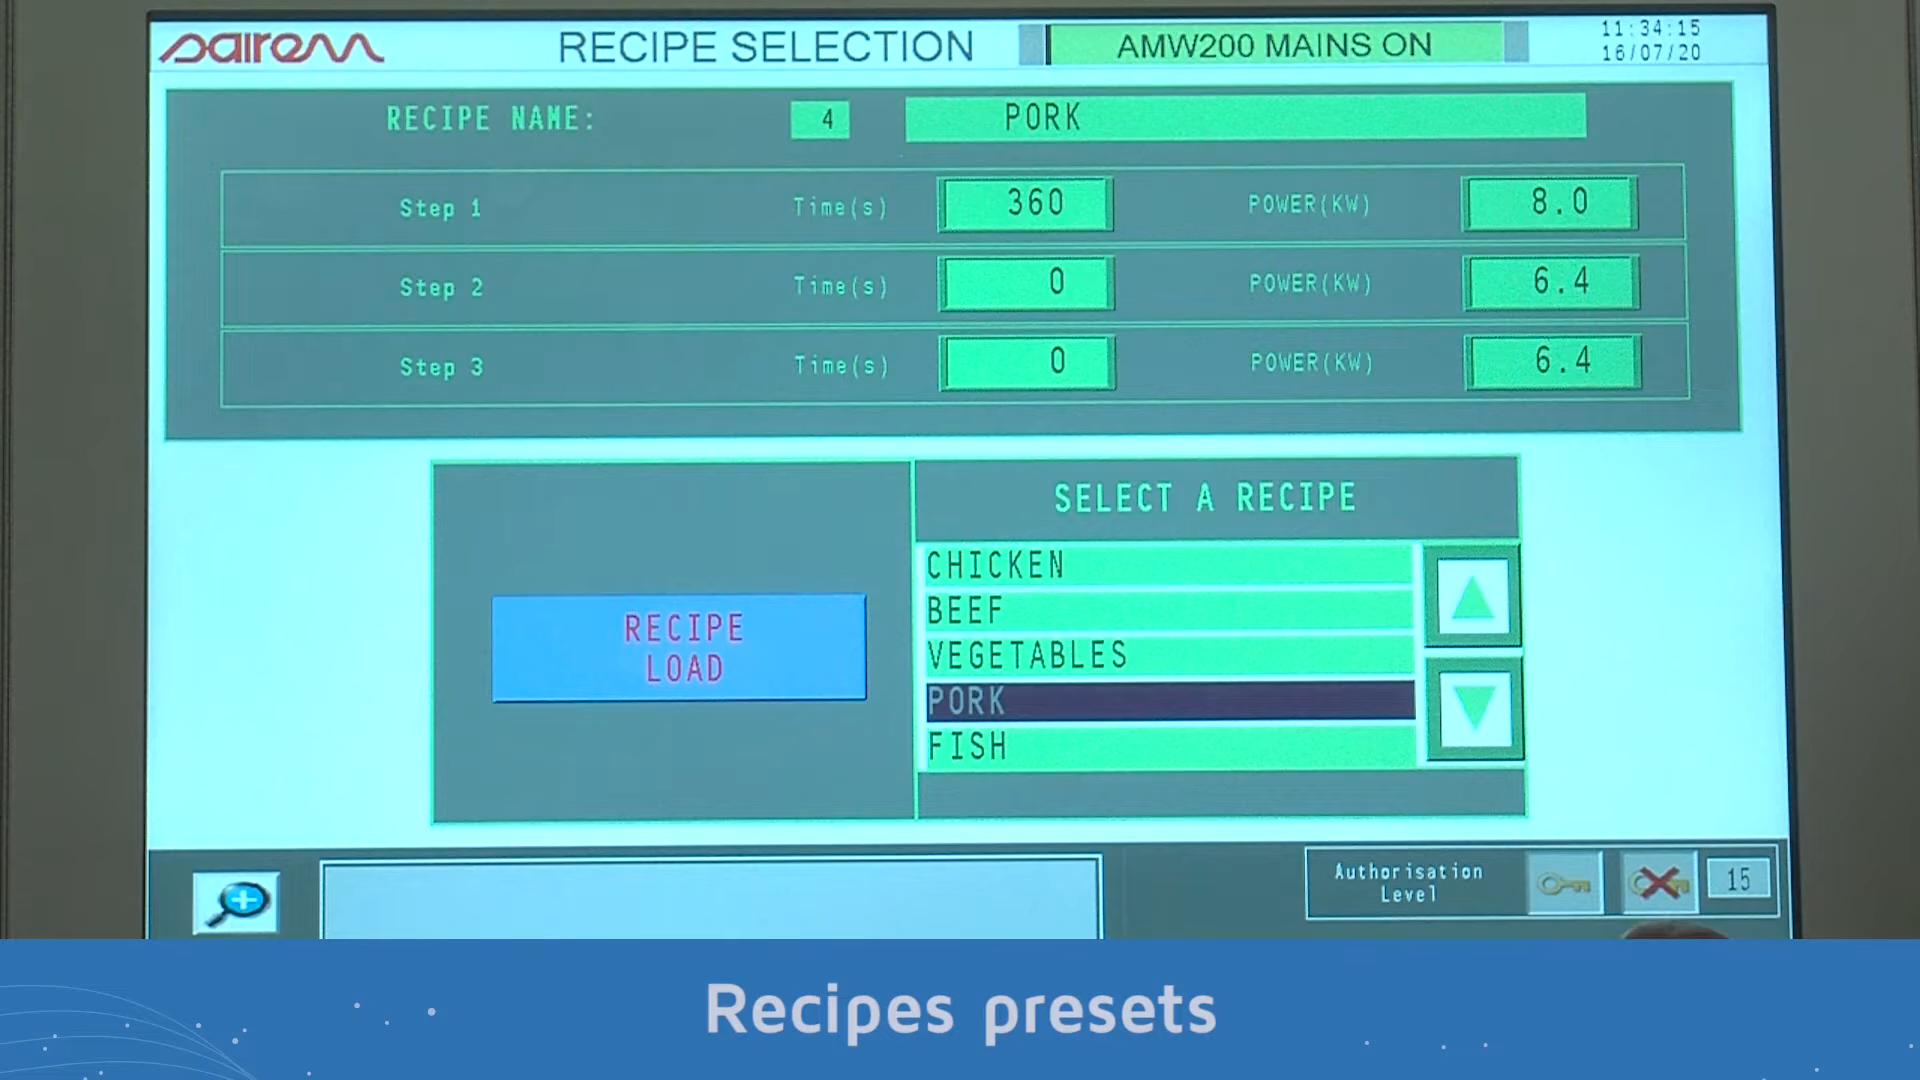 sairem
RECIPE SELECTION
AMW200 MAINS ON
11:34:15
16/07/20
RECIPE NAME: 4 PORK
Step 1 Time(s) 360 POWER(KW) 8.0
Step 2 Time(s) 0 POWER(KW) 6.4
Step 3 Time(s) 0 POWER(KW) 6.4
RECIPE
LOAD
SELECT A RECIPE
CHICKEN
BEEF
VEGETABLES
PORK
FISH
Authorisation
Level
15
Recipes presets